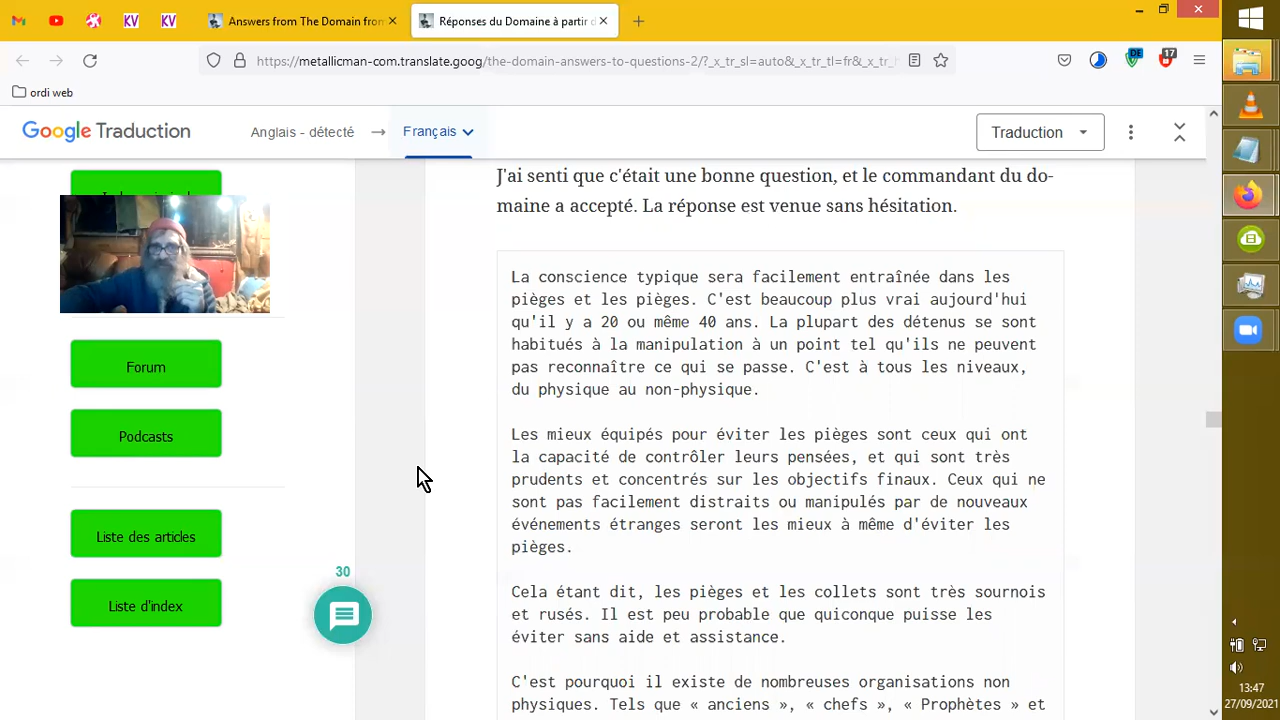 Answers from The Domain fron
Réponses du Domaine à partir d
https://metallicman-com.translate.goog/the-domain-answers-to-questions-2/?_x_tr_sl=auto&_x_tr_tl=fr&_x_tr_h
DE
17
ordi web
Google Traduction
Anglais - détecté
Français
Traduction
J'ai senti que c'était une bonne question, et le commandant du do-
maine a accepté. La réponse est venue sans hésitation.
La conscience typique sera facilement entraînée dans les
pièges et les pièges. C'est beaucoup plus vrai aujourd'hui
qu'il y a 20 ou même 40 ans. La plupart des détenus se sont
habitués à la manipulation à un point tel qu'ils ne peuvent
pas reconnaître ce qui se passe. C'est à tous les niveaux,
du physique au non-physique.
Les mieux équipés pour éviter les pièges sont ceux qui ont
la capacité de contrôler leurs pensées, et qui sont très
prudents et concentrés sur les objectifs finaux. Ceux qui ne
sont pas facilement distraits ou manipulés par de nouveaux
événements étranges seront les mieux à même d'éviter les
pièges.
Cela étant dit, les pièges et les collets sont très sournois
et rusés. Il est peu probable que quiconque puisse les
éviter sans aide et assistance.
C'est pourquoi il existe de nombreuses organisations non
physiques. Tels que « anciens », « chefs », « Prophètes » et
Forum
Podcasts
Liste des articles
Liste d'index
30
13:47
27/09/2021